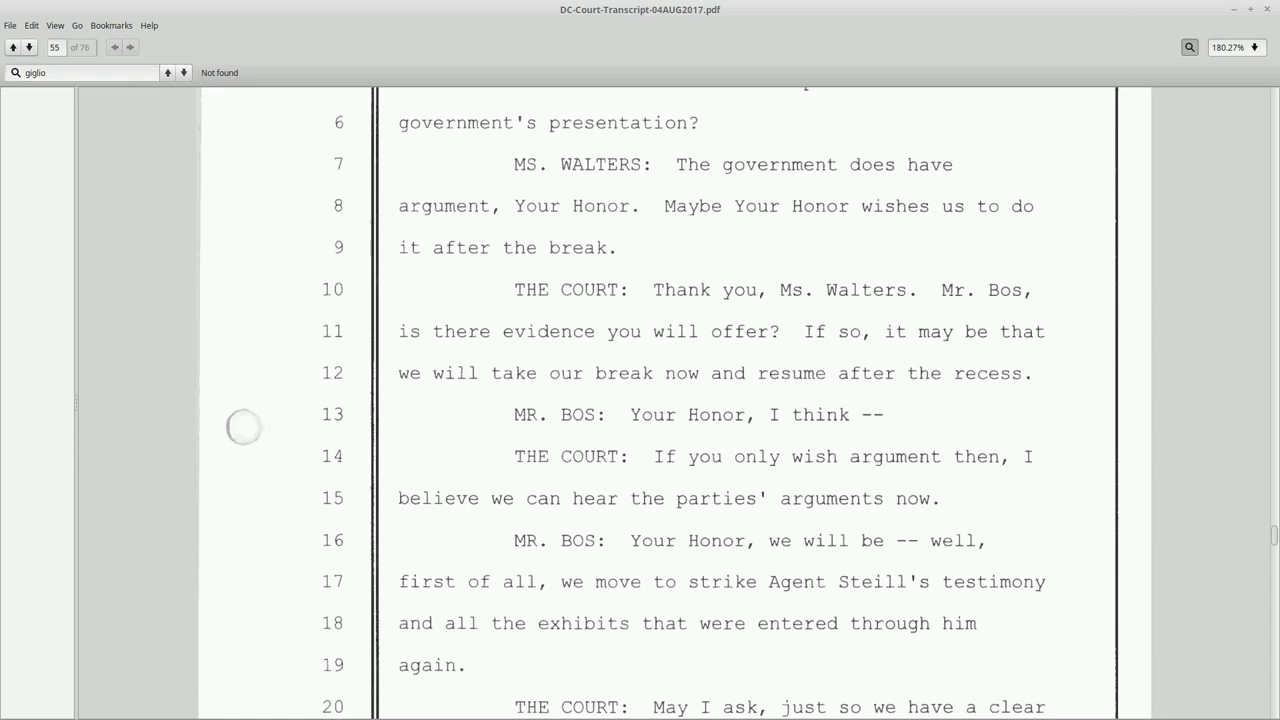 DC-Court-Transcript-04AUG2017.pdf
File Edit View Go Bookmarks Help
55 of 76 180.27%
giglio Not found
6 government's presentation?
7 MS. WALTERS: The government does have
8 argument, Your Honor. Maybe Your Honor wishes us to do
9 it after the break.
10 THE COURT: Thank you, Ms. Walters. Mr. Bos,
11 is there evidence you will offer? If so, it may be that
12 we will take our break now and resume after the recess.
13 MR. BOS: Your Honor, I think --
14 THE COURT: If you only wish argument then, I
15 believe we can hear the parties' arguments now.
16 MR. BOS: Your Honor, we will be -- well,
17 first of all, we move to strike Agent Steill's testimony
18 and all the exhibits that were entered through him
19 again.
20 THE COURT: May I ask, just so we have a clear